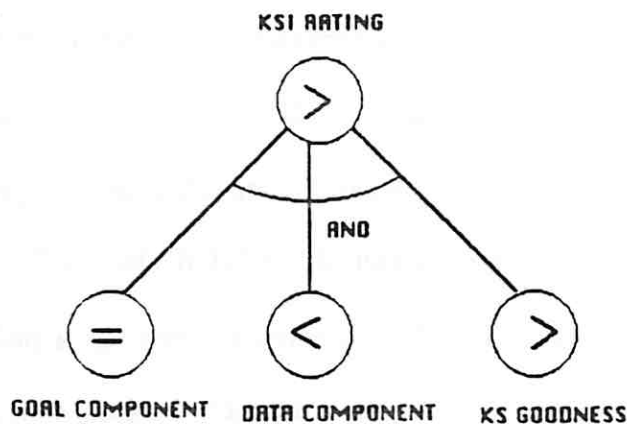 KSI RATING
>
AND
= < >
GOAL COMPONENT DATA COMPONENT KS GOODNESS